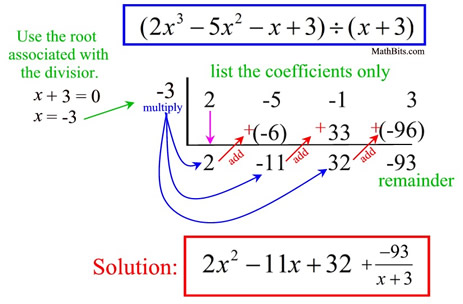 (2x³ − 5x² − x + 3) ÷ (x + 3)
MathBits.com
Use the root
associated with
the divisior.
x + 3 = 0
x = -3
list the coefficients only
-3 2 -5 -1 3
multiply
+(-6) +33 +(-96)
add add add
2 -11 32 -93
remainder
Solution: 2x² − 11x + 32 + −93/(x + 3)